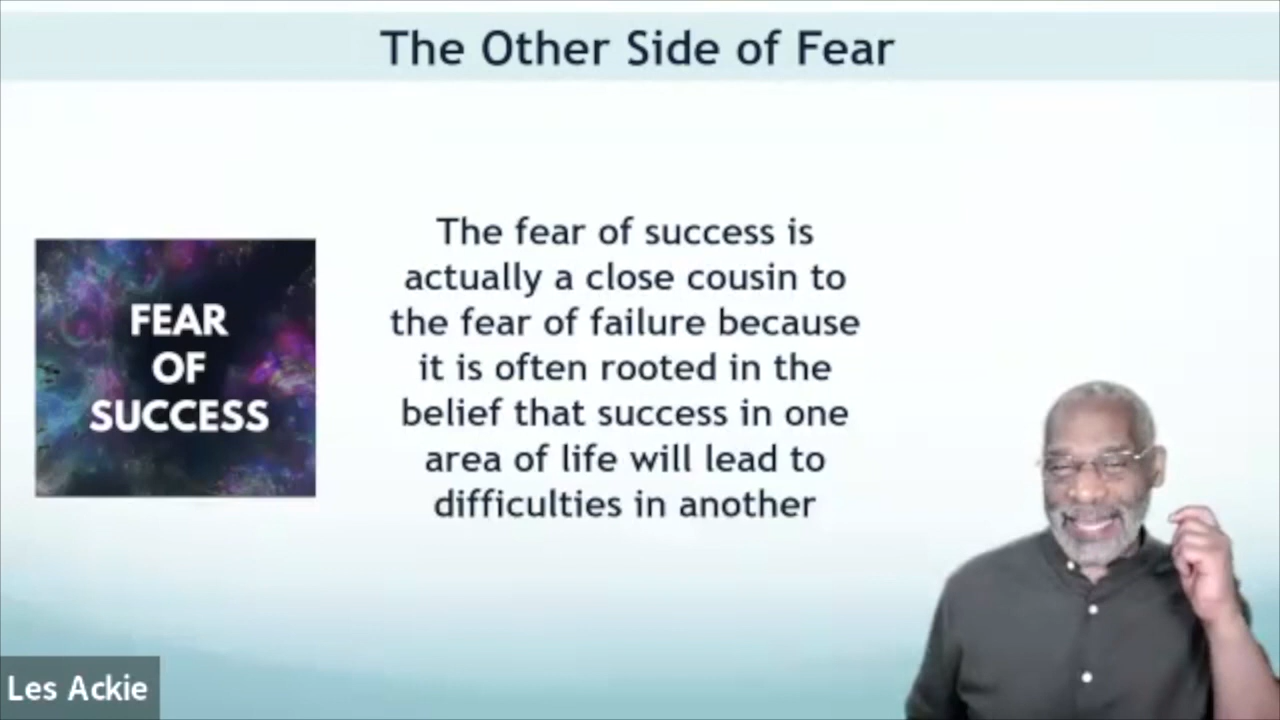 The Other Side of Fear
FEAR
OF
SUCCESS
The fear of success is
actually a close cousin to
the fear of failure because
it is often rooted in the
belief that success in one
area of life will lead to
difficulties in another
Les Ackie